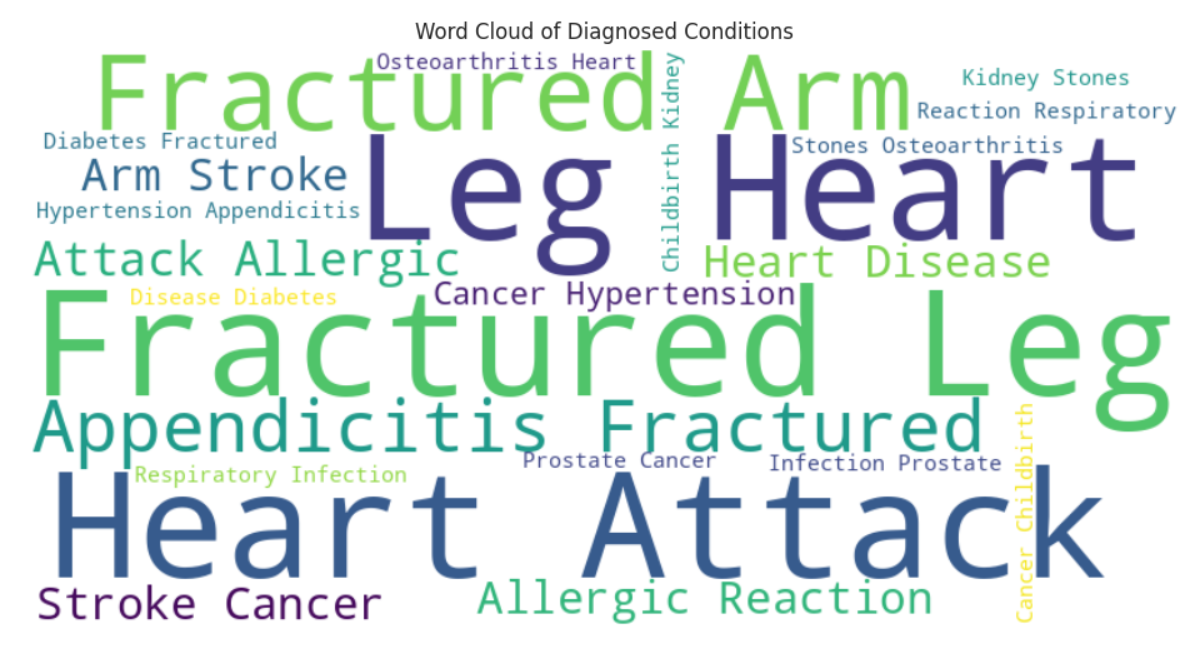 Word Cloud of Diagnosed Conditions
Osteoarthritis Heart
Fractured Arm
Childbirth Kidney
Kidney Stones
Reaction Respiratory
Diabetes Fractured
Stones Osteoarthritis
Arm Stroke
Leg Heart
Hypertension Appendicitis
Attack Allergic
Heart Disease
Disease Diabetes
Cancer Hypertension
Fractured Leg
Appendicitis Fractured
Prostate Cancer
Infection Prostate
Respiratory Infection
Cancer Childbirth
Heart Attack
Stroke Cancer
Allergic Reaction